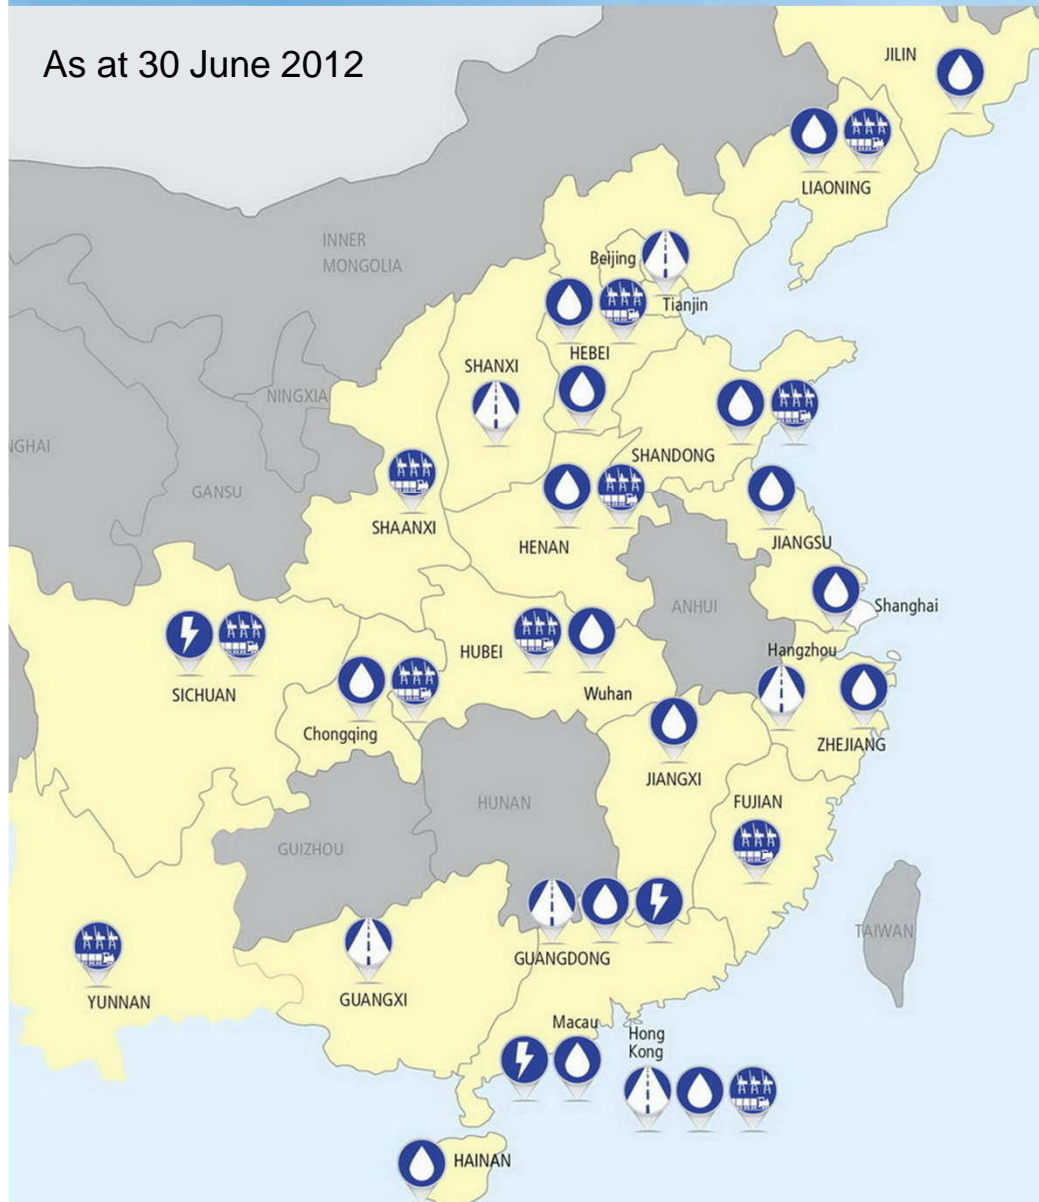 As at 30 June 2012
JILIN
LIAONING
INNER
MONGOLIA
Beijing
Tianjin
HEBEI
SHANXI
NINGXIA
NGHAI
SHANDONG
GANSU
SHAANXI
HENAN
JIANGSU
ANHUI
Shanghai
Hangzhou
HUBEI
SICHUAN
Wuhan
Chongqing
ZHEJIANG
JIANGXI
HUNAN
FUJIAN
GUIZHOU
TAIWAN
GUANGDONG
YUNNAN
GUANGXI
Macau
Hong
Kong
HAINAN